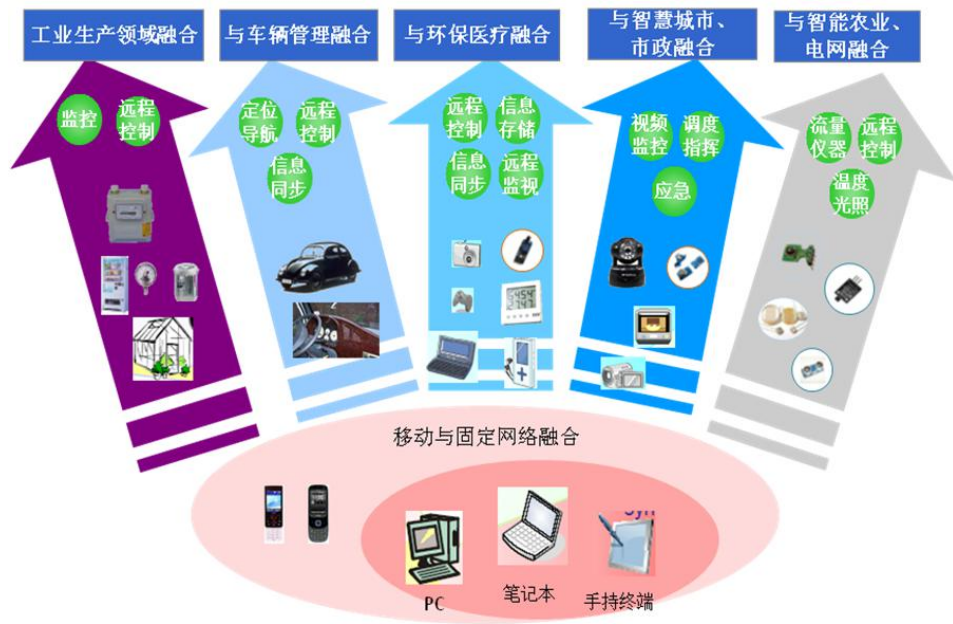 工业生产领域融合
与车辆管理融合
与环保医疗融合
与智慧城市、
市政融合
与智能农业、
电网融合
监控
远程
控制
定位
导航
远程
控制
信息
同步
远程
控制
信息
存储
信息
同步
远程
监视
视频
监控
调度
指挥
应急
流量
仪器
远程
控制
温度
光照
移动与固定网络融合
PC
笔记本
手持终端